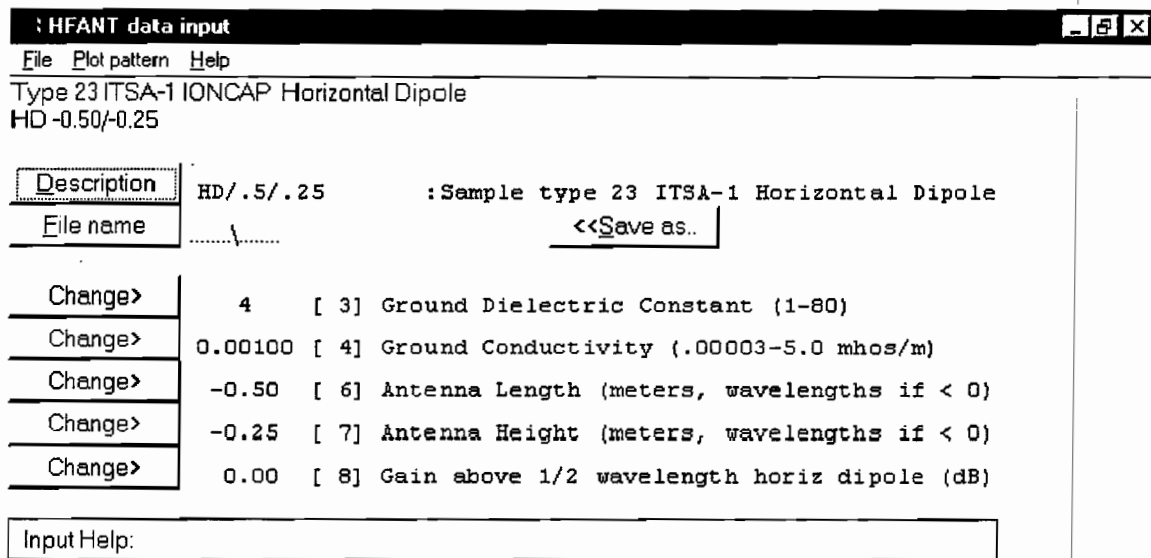 HFANT data input
File Plot pattern Help
Type 23 ITSA-1 IONCAP Horizontal Dipole
HD -0.50/-0.25
Description HD/.5/.25 :Sample type 23 ITSA-1 Horizontal Dipole
File name ........\....... <<Save as..
Change> 4 [ 3] Ground Dielectric Constant (1-80)
Change> 0.00100 [ 4] Ground Conductivity (.00003-5.0 mhos/m)
Change> -0.50 [ 6] Antenna Length (meters, wavelengths if < 0)
Change> -0.25 [ 7] Antenna Height (meters, wavelengths if < 0)
Change> 0.00 [ 8] Gain above 1/2 wavelength horiz dipole (dB)
Input Help: